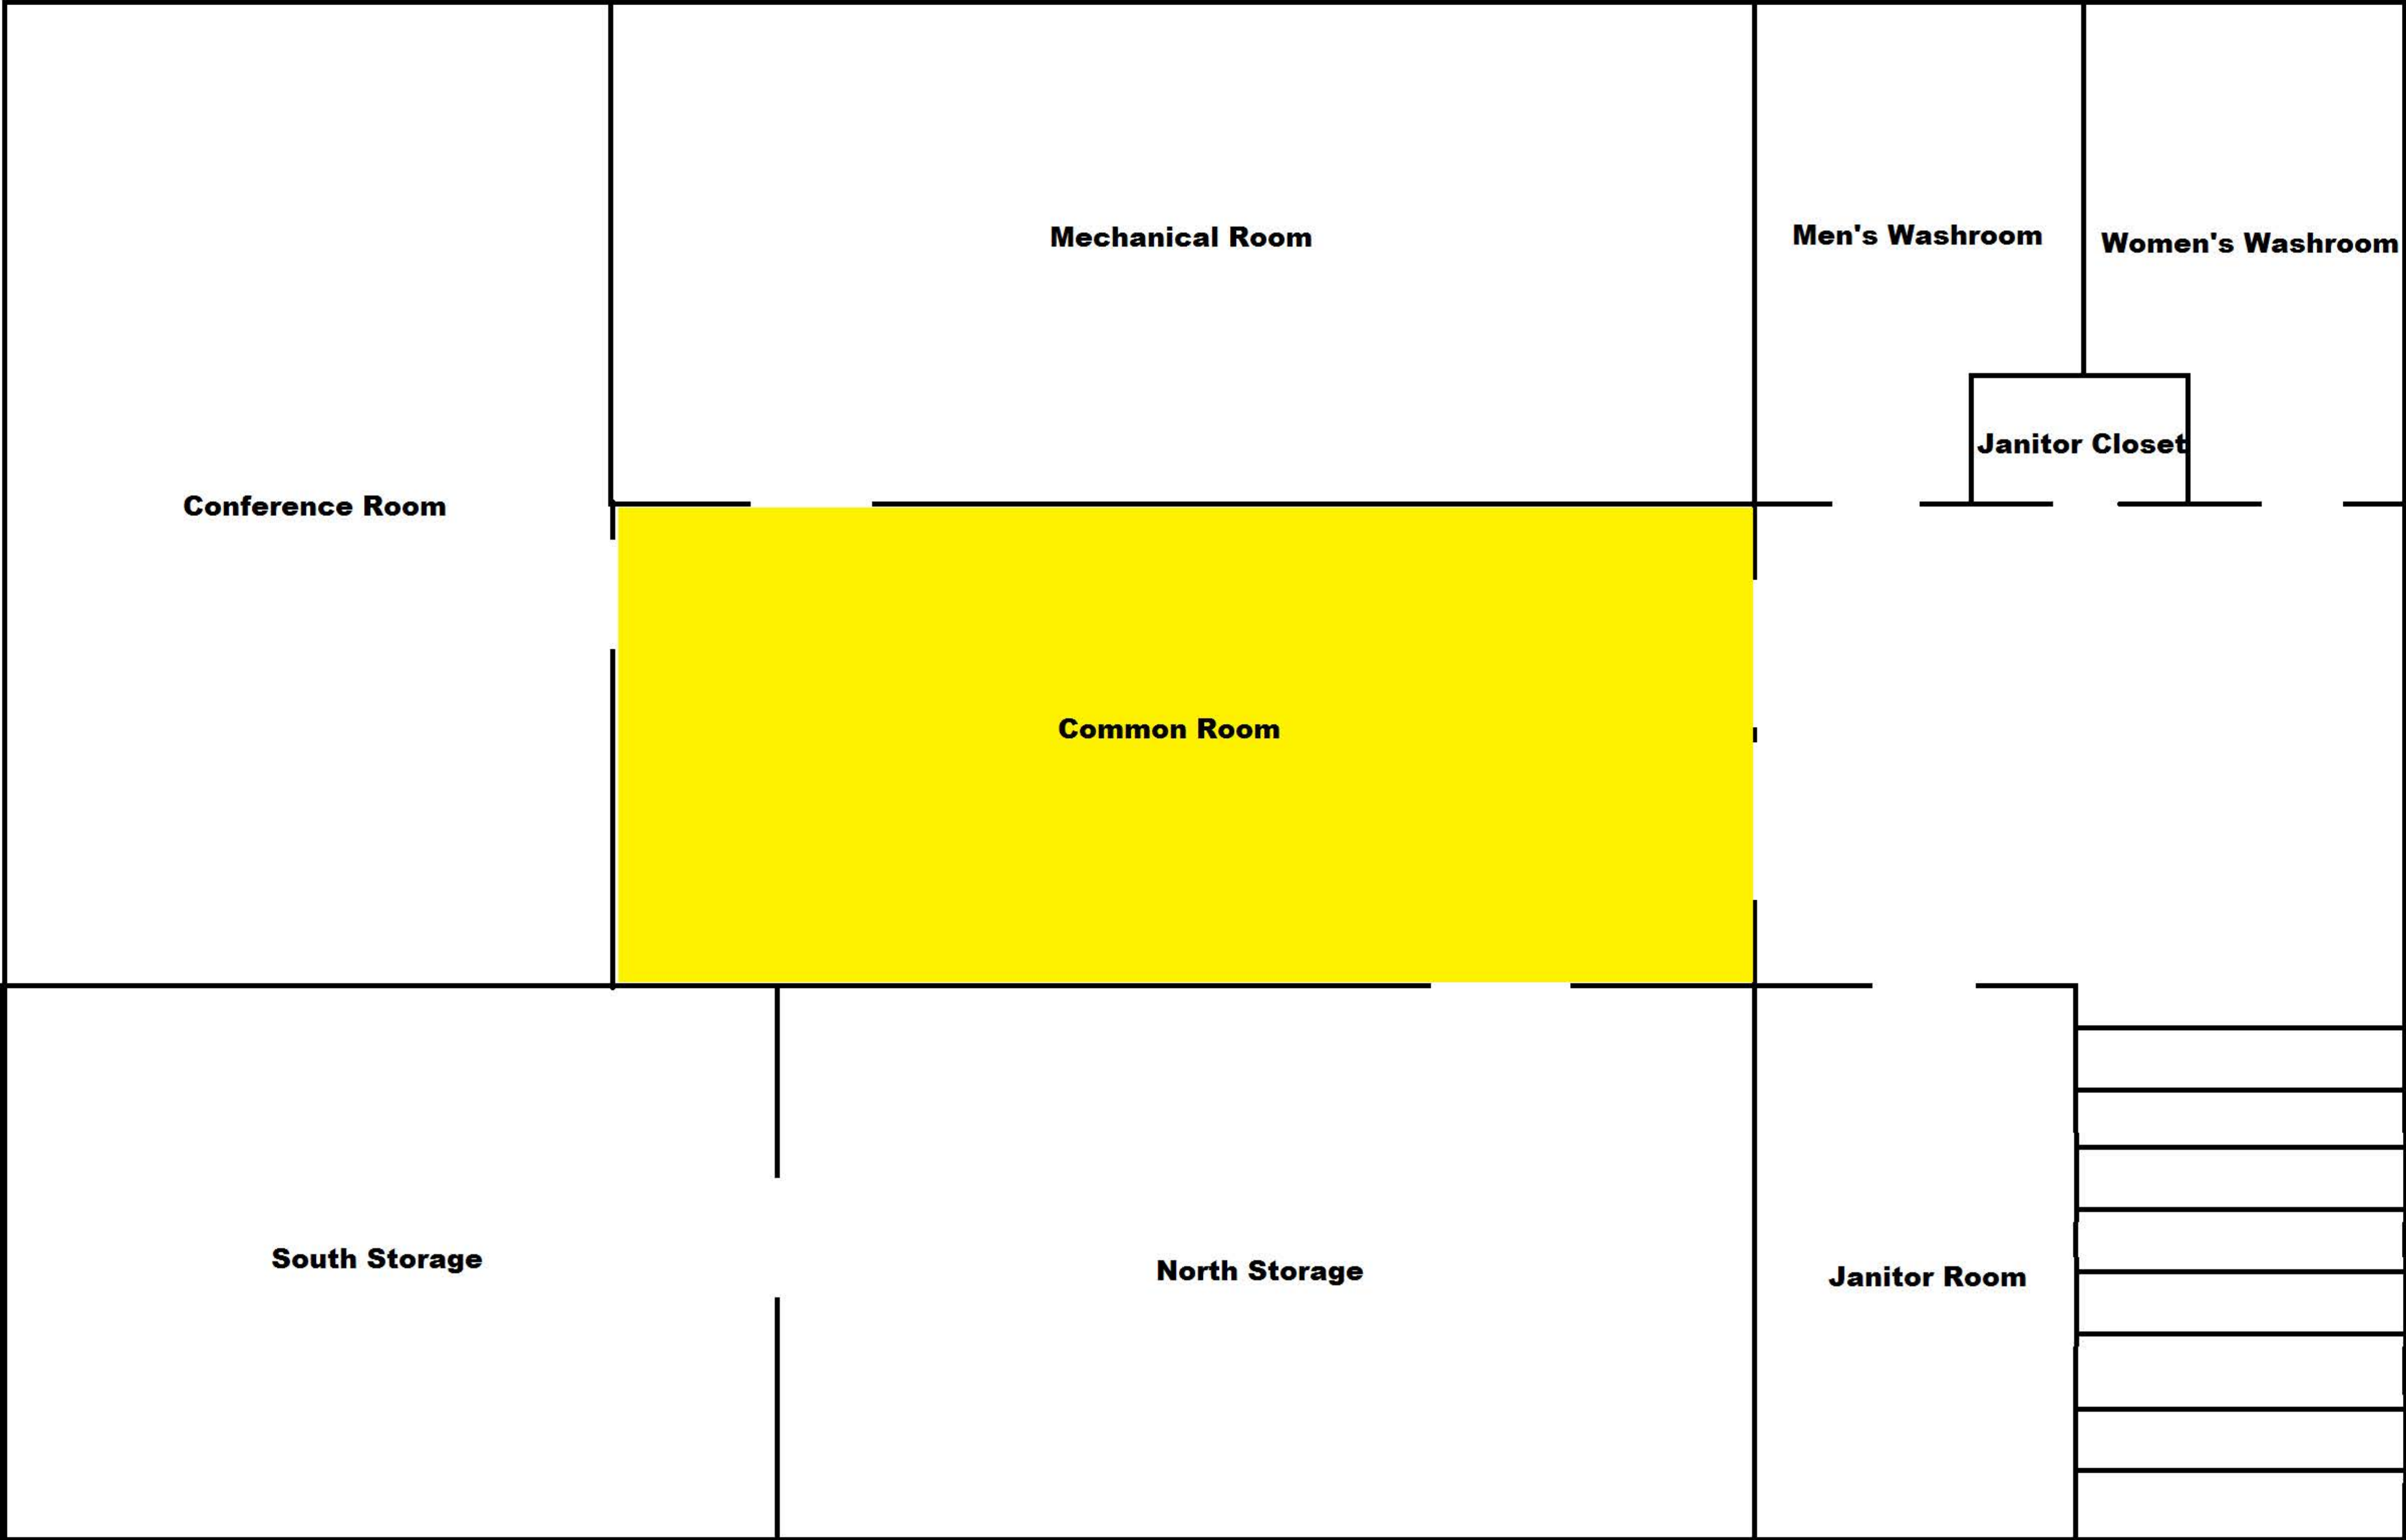 Mechanical Room
Men's Washroom
Women's Washroom
Janitor Closet
Conference Room
Common Room
South Storage
North Storage
Janitor Room